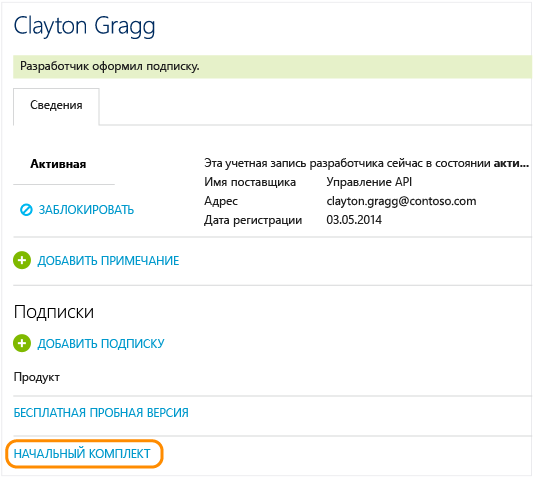 Clayton Gragg
Разработчик оформил подписку.
Сведения
Активная
Эта учетная запись разработчика сейчас в состоянии акти...
Имя поставщика Управление API
ЗАБЛОКИРОВАТЬ
Адрес clayton.gragg@contoso.com
Дата регистрации 03.05.2014
ДОБАВИТЬ ПРИМЕЧАНИЕ
Подписки
ДОБАВИТЬ ПОДПИСКУ
Продукт
БЕСПЛАТНАЯ ПРОБНАЯ ВЕРСИЯ
НАЧАЛЬНЫЙ КОМПЛЕКТ